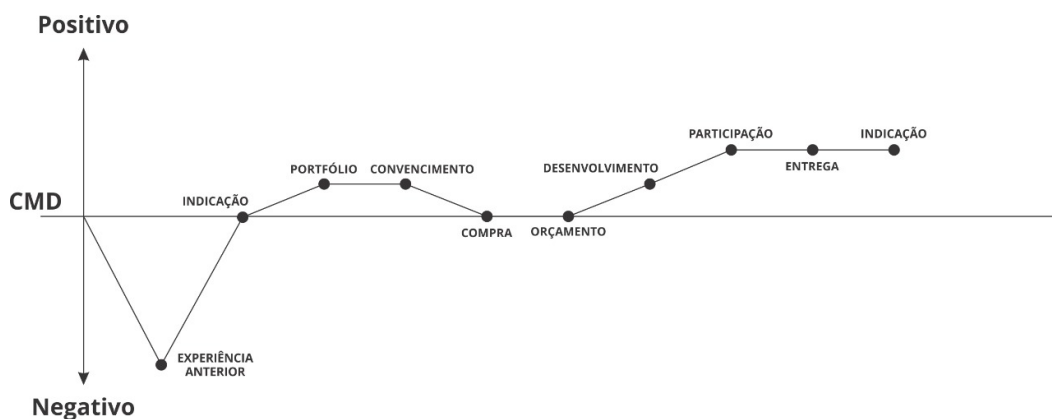 Positivo
PARTICIPAÇÃO
INDICAÇÃO
PORTFÓLIO
CONVENCIMENTO
DESENVOLVIMENTO
ENTREGA
CMD
INDICAÇÃO
COMPRA
ORÇAMENTO
EXPERIÊNCIA
ANTERIOR
Negativo